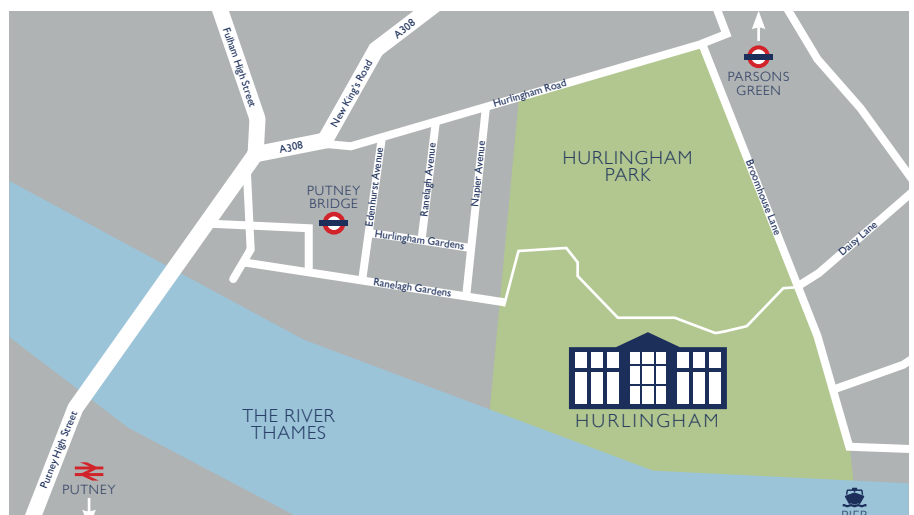 Fulham High Street
A308
New King's Road
PARSONS
GREEN
Hurlingham Road
A308
HURLINGHAM
PARK
PUTNEY
BRIDGE
Edenhurst Avenue
Ranelagh Avenue
Napier Avenue
Broomhouse Lane
Daisy Lane
Hurlingham Gardens
Ranelagh Gardens
HURLINGHAM
THE RIVER
THAMES
Putney High Street
PUTNEY
PIER